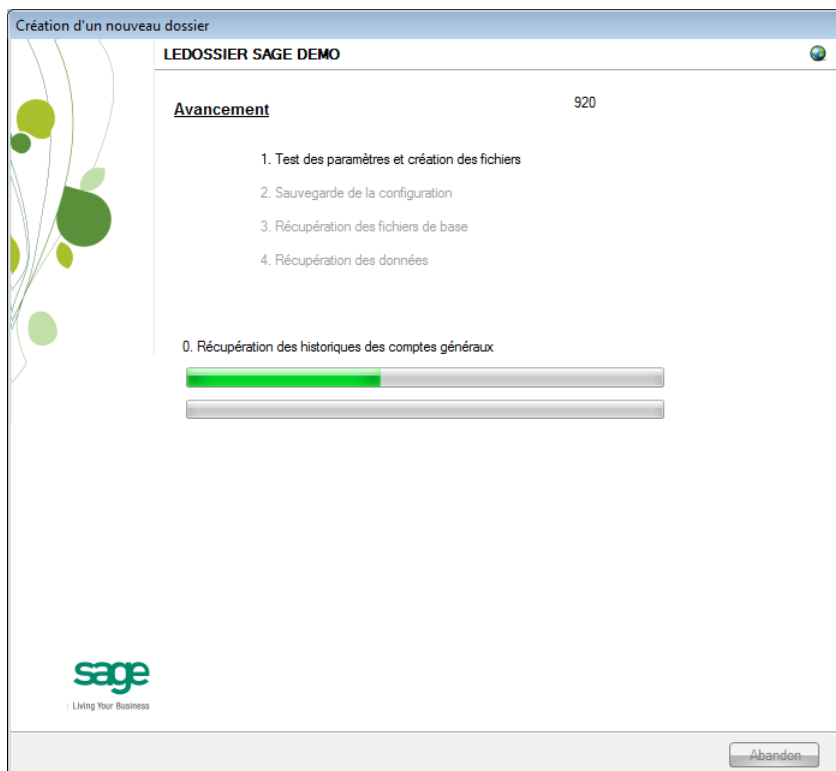 Création d'un nouveau dossier
LEDOSSIER SAGE DEMO
Avancement 920
1. Test des paramètres et création des fichiers
2. Sauvegarde de la configuration
3. Récupération des fichiers de base
4. Récupération des données
0. Récupération des historiques des comptes généraux
sage
Living Your Business
Abandon